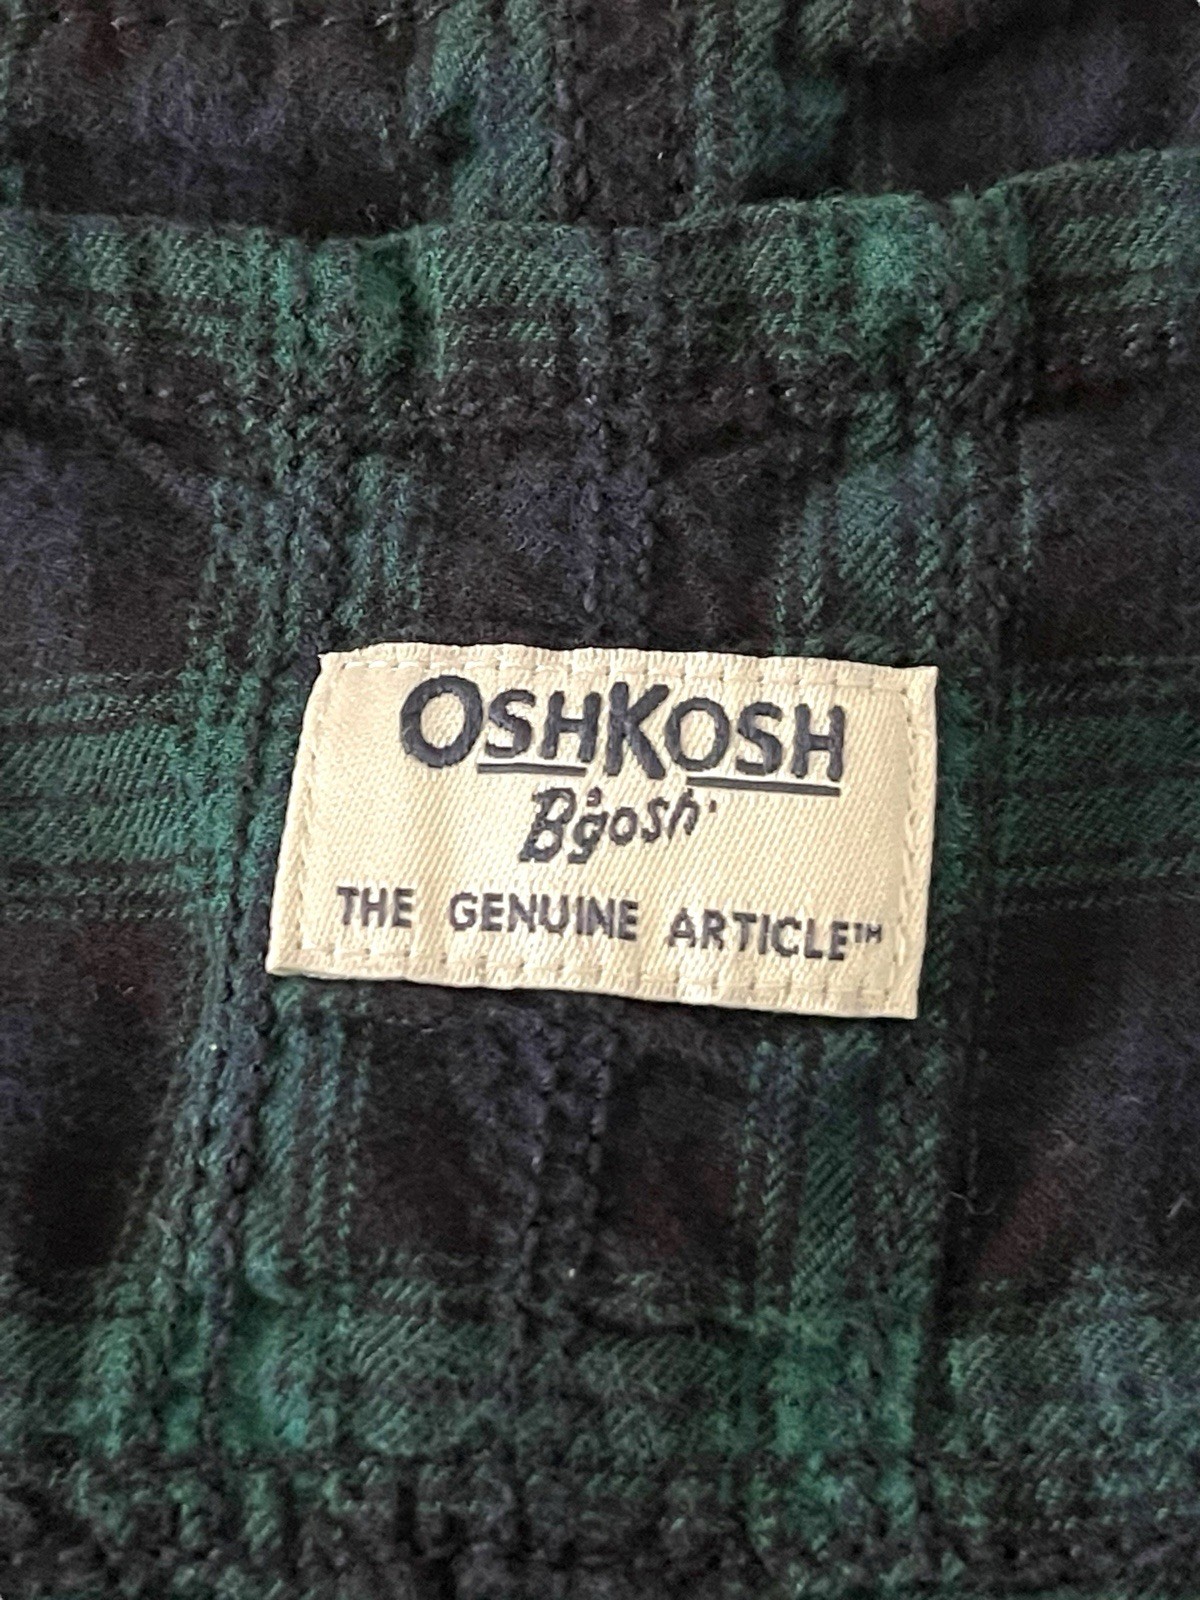 OSHKOSH
B'gosh
THE GENUINE ARTICLE™